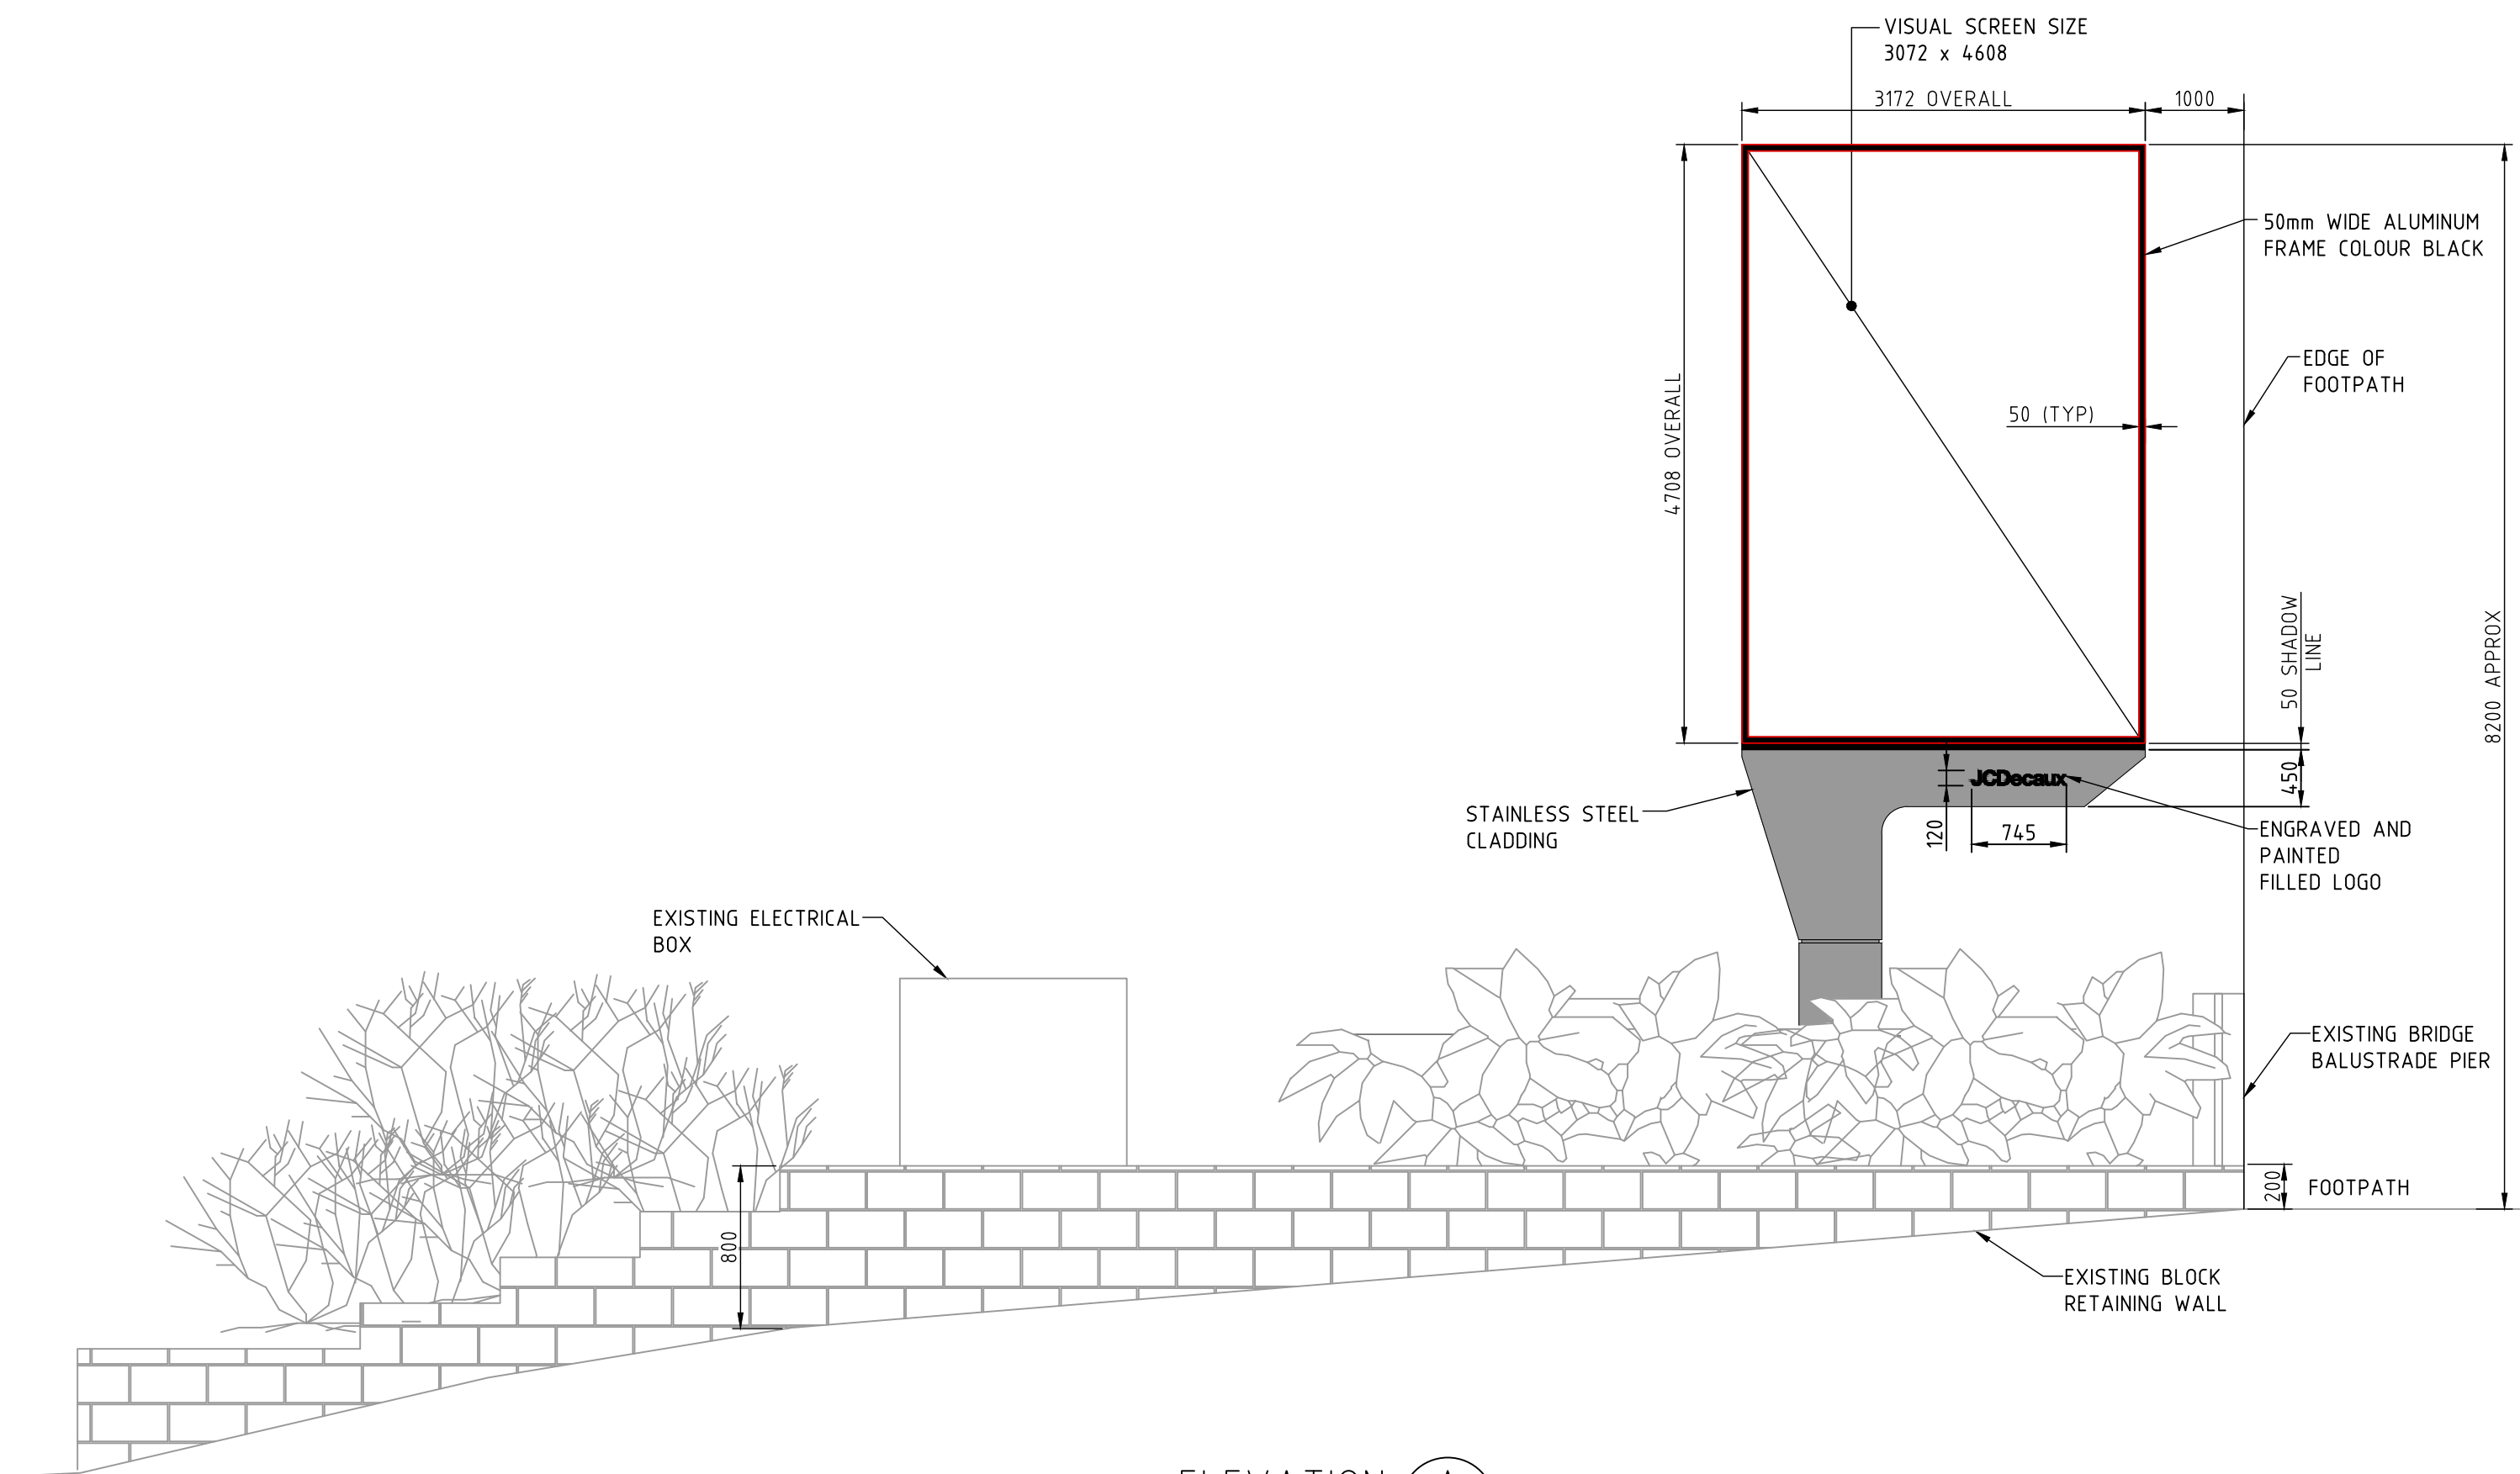 VISUAL SCREEN SIZE
3072 x 4608
3172 OVERALL
1000
50mm WIDE ALUMINUM
FRAME COLOUR BLACK
EDGE OF
FOOTPATH
50 (TYP)
4708 OVERALL
50 SHADOW
LINE
8200 APPROX
450
JCDecaux
STAINLESS STEEL
CLADDING
120
745
ENGRAVED AND
PAINTED
FILLED LOGO
EXISTING ELECTRICAL
BOX
EXISTING BRIDGE
BALUSTRADE PIER
200
FOOTPATH
800
EXISTING BLOCK
RETAINING WALL
ELEVATION A